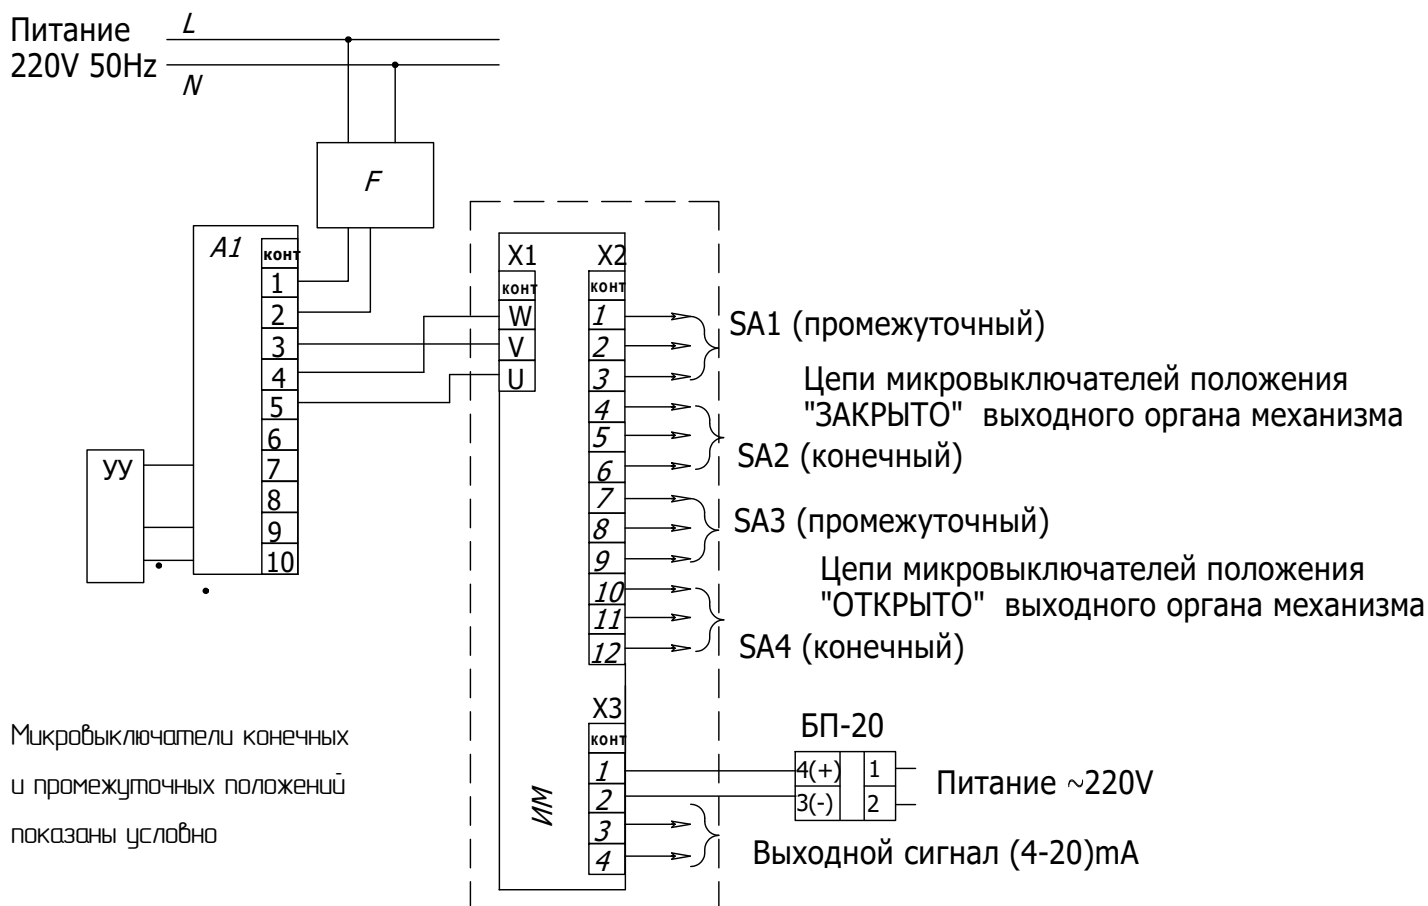 Питание L
220V 50Hz N
F
A1
конт
1
2
3
4
5
6
7
8
9
10
УУ
X1
конт
W
V
U
X2
конт
1
2
3
4
5
6
7
8
9
10
11
12
SA1 (промежуточный)
Цепи микровыключателей положения
"ЗАКРЫТО" выходного органа механизма
SA2 (конечный)
SA3 (промежуточный)
Цепи микровыключателей положения
"ОТКРЫТО" выходного органа механизма
SA4 (конечный)
X3
конт
1
2
3
4
ИМ
БП-20
4(+) 1
3(-) 2
Питание ~220V
Выходной сигнал (4-20)mA
Микровыключатели конечных
и промежуточных положений
показаны условно